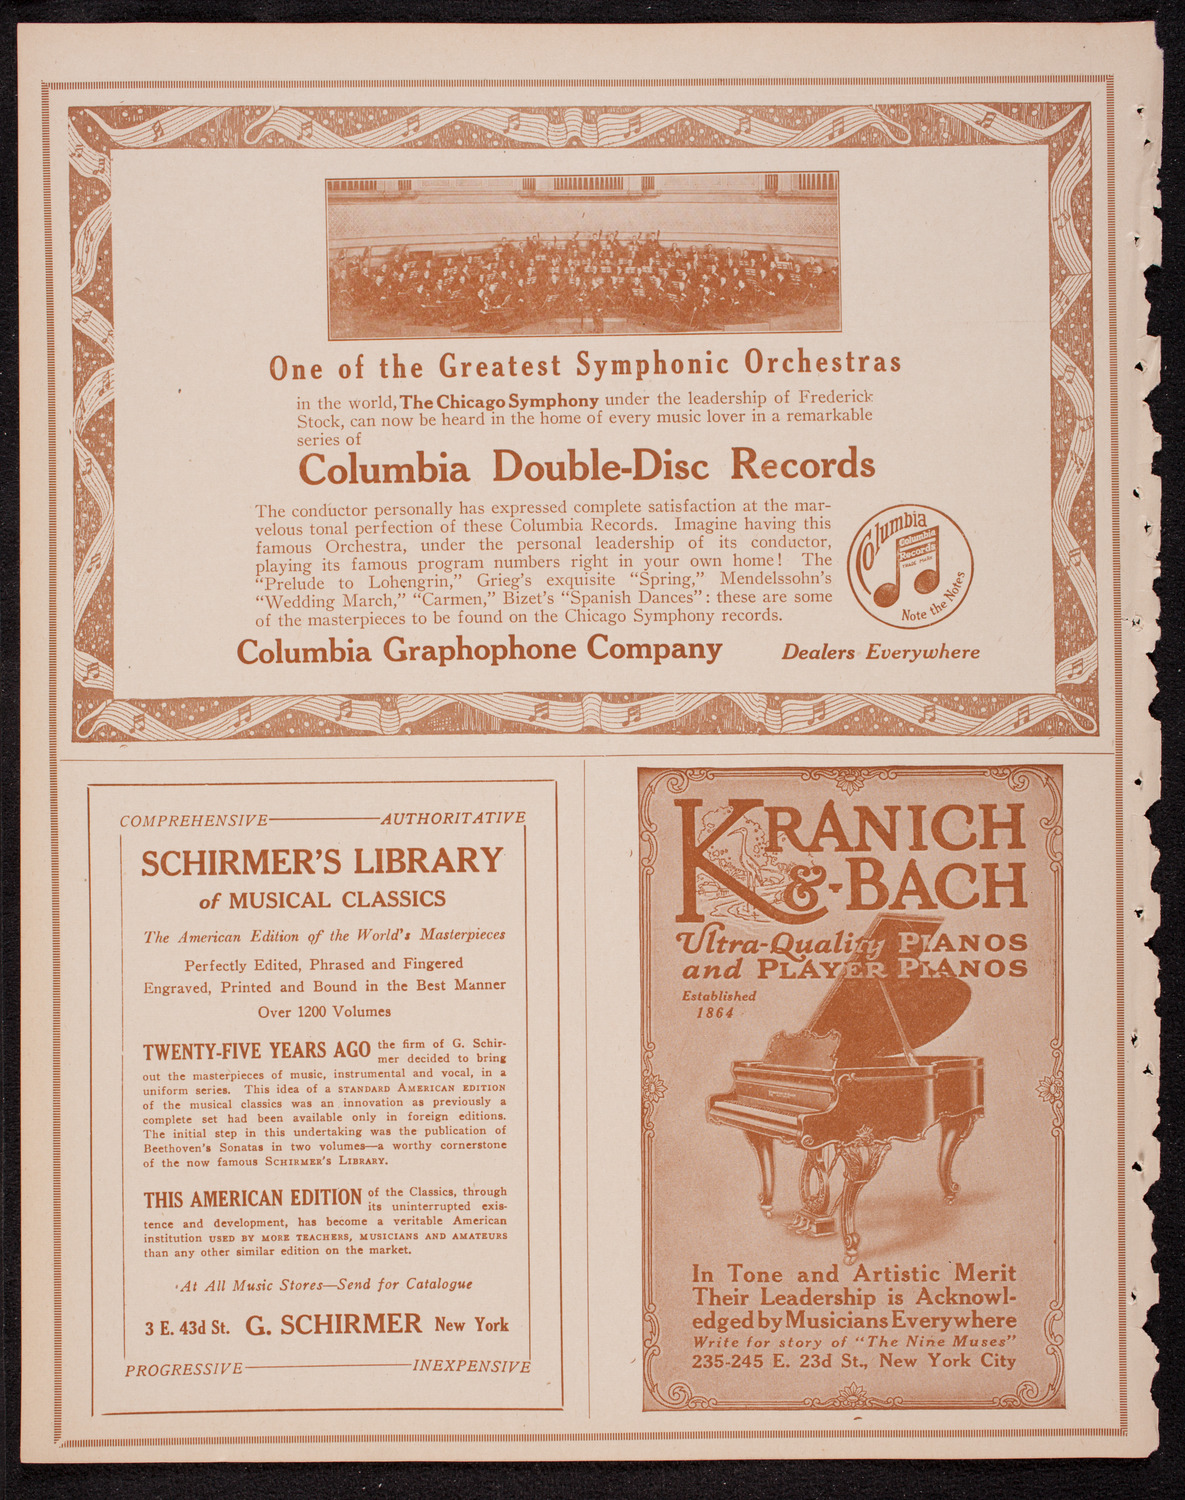 One of the Greatest Symphonic Orchestras
in the world, The Chicago Symphony under the leadership of Frederick
Stock, can now be heard in the home of every music lover in a remarkable
series of
Columbia Double-Disc Records
The conductor personally has expressed complete satisfaction at the mar-
velous tonal perfection of these Columbia Records. Imagine having this
famous Orchestra, under the personal leadership of its conductor,
playing its famous program numbers right in your own home! The
“Prelude to Lohengrin,” Grieg’s exquisite “Spring,” Mendelssohn’s
“Wedding March,” “Carmen,” Bizet’s “Spanish Dances”: these are some
of the masterpieces to be found on the Chicago Symphony records.
Columbia
Columbia
Records
TRADE MARK
Note the Notes
Columbia Graphophone Company Dealers Everywhere
COMPREHENSIVE AUTHORITATIVE
SCHIRMER’S LIBRARY
of MUSICAL CLASSICS
The American Edition of the World’s Masterpieces
Perfectly Edited, Phrased and Fingered
Engraved, Printed and Bound in the Best Manner
Over 1200 Volumes
TWENTY-FIVE YEARS AGO the firm of G. Schir-
mer decided to bring
out the masterpieces of music, instrumental and vocal, in a
uniform series. This idea of a STANDARD AMERICAN EDITION
of the musical classics was an innovation as previously a
complete set had been available only in foreign editions.
The initial step in this undertaking was the publication of
Beethoven’s Sonatas in two volumes—a worthy cornerstone
of the now famous SCHIRMER’S LIBRARY.
THIS AMERICAN EDITION of the Classics, through
its uninterrupted exis-
tence and development, has become a veritable American
institution USED BY MORE TEACHERS, MUSICIANS AND AMATEURS
than any other similar edition on the market.
At All Music Stores—Send for Catalogue
3 E. 43d St. G. SCHIRMER New York
PROGRESSIVE INEXPENSIVE
KRANICH
&-BACH
Ultra-Quality PIANOS
and PLAYER PIANOS
Established
1864
In Tone and Artistic Merit
Their Leadership is Acknowl-
edged by Musicians Everywhere
Write for story of “The Nine Muses”
235-245 E. 23d St., New York City